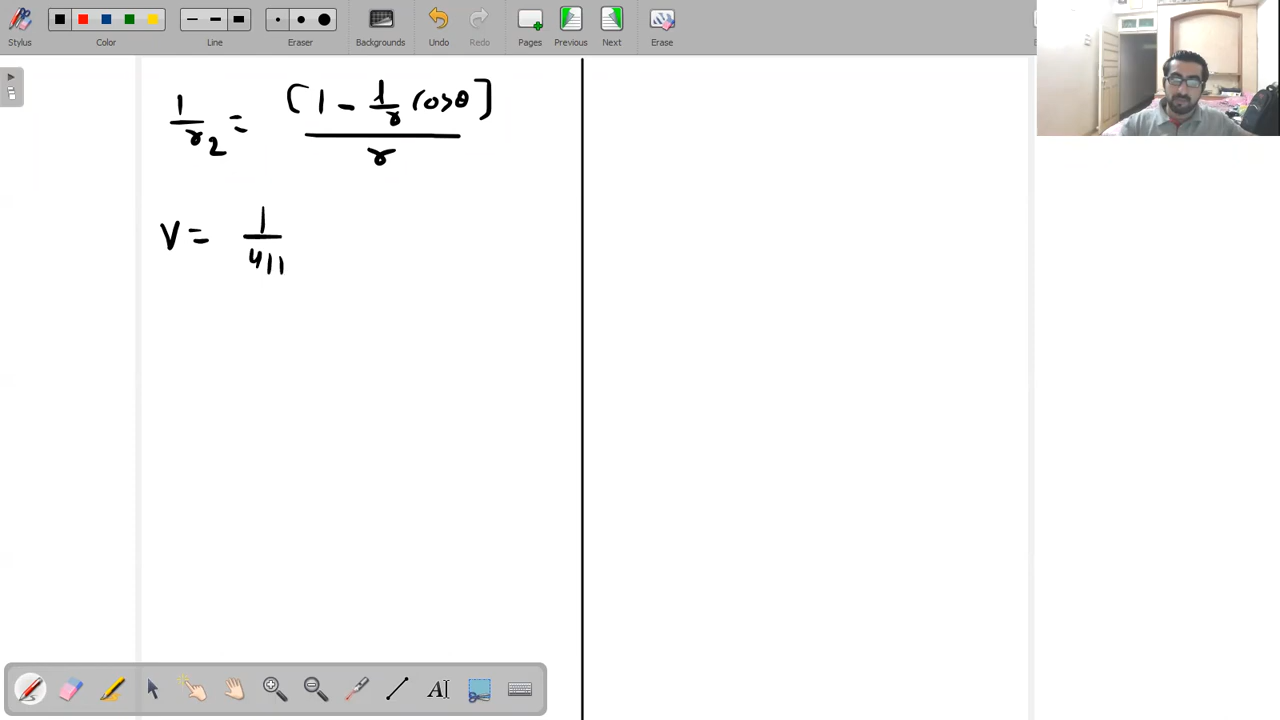 Stylus Color Line Eraser Backgrounds Undo Redo Pages Previous Next Erase
1/r₂ = [1 - 1/r cosθ] / r
V = 1/4π